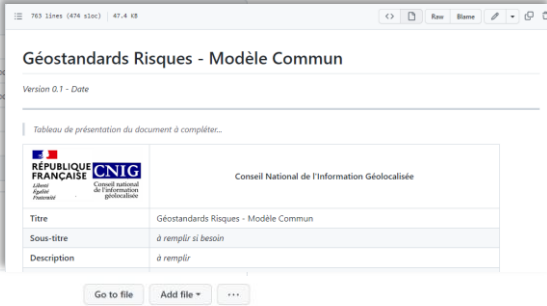 763 lines (474 sloc) 47.4 KB Raw Blame
Géostandards Risques - Modèle Commun
Version 0.1 - Date
Tableau de présentation du document à compléter...
RÉPUBLIQUE
FRANÇAISE
Liberté
Égalité
Fraternité
CNIG
Conseil national
de l'information
géolocalisée
Conseil National de l'Information Géolocalisée
Titre Géostandards Risques - Modèle Commun
Sous-titre à remplir si besoin
Description à remplir
Go to file Add file ...